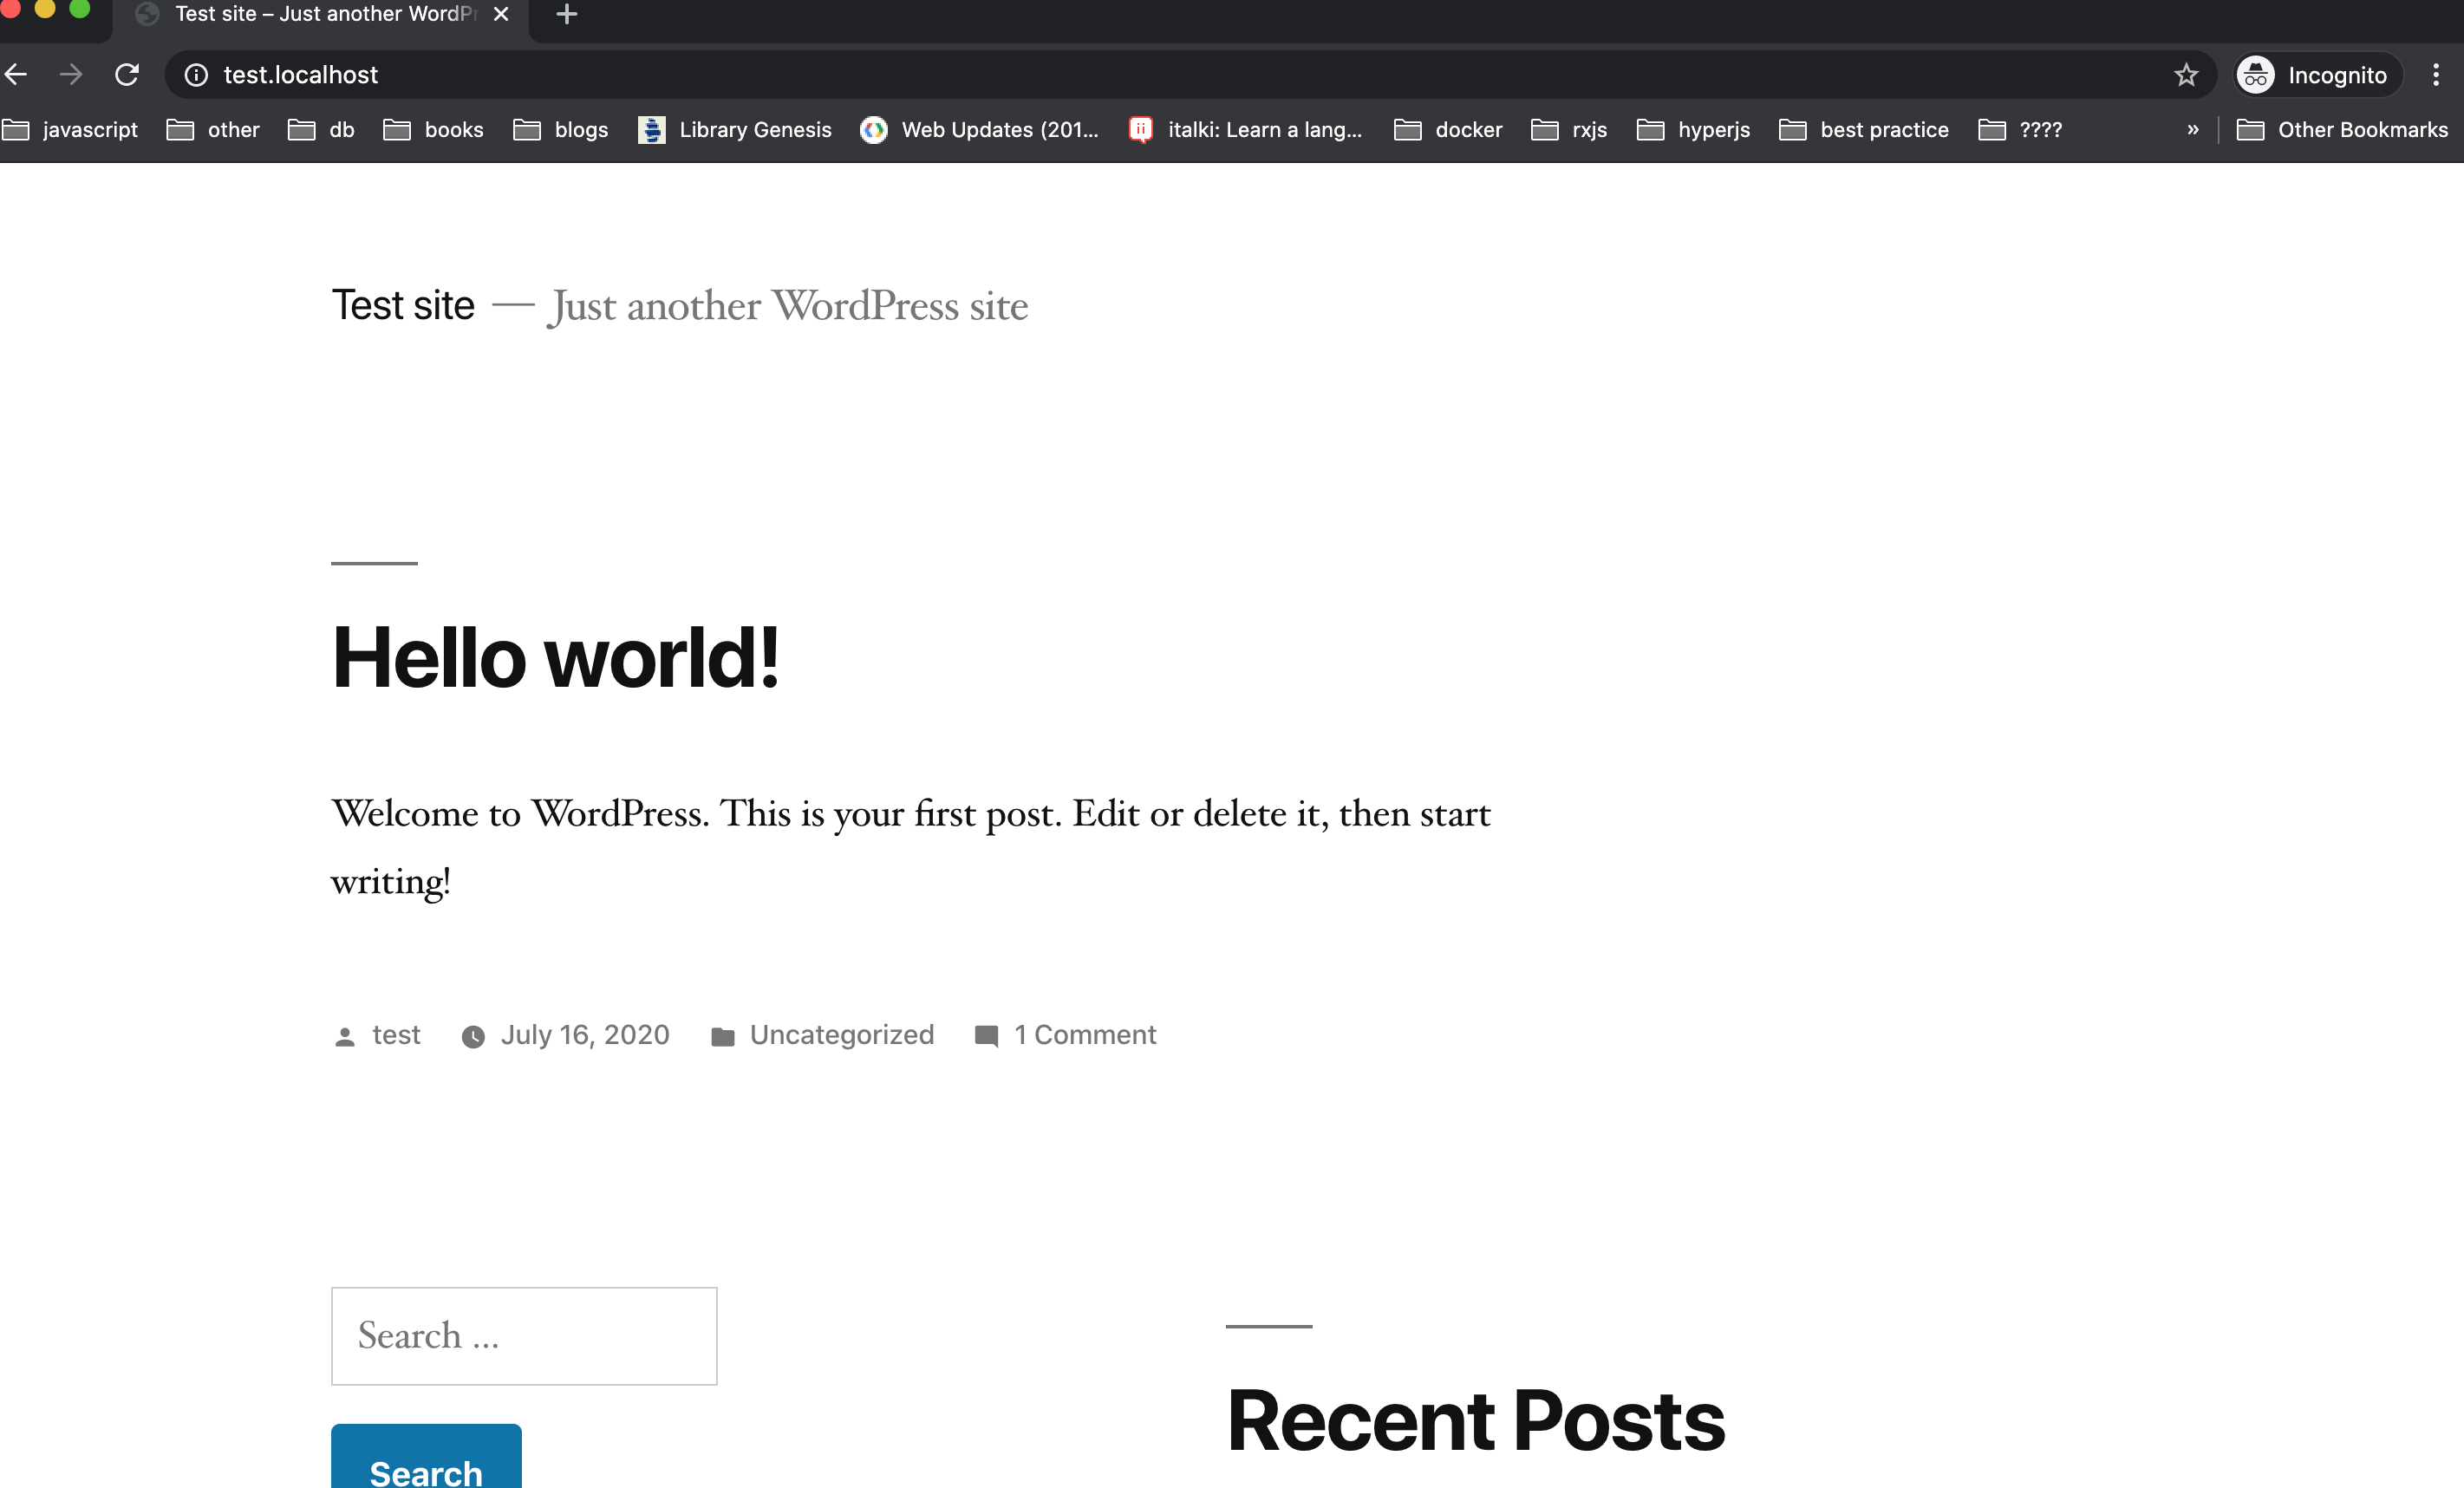 Test site – Just another WordPr
test.localhost
Incognito
javascript other db books blogs Library Genesis Web Updates (201... italki: Learn a lang... docker rxjs hyperjs best practice ???? » Other Bookmarks
Test site — Just another WordPress site
Hello world!
Welcome to WordPress. This is your first post. Edit or delete it, then start
writing!
test July 16, 2020 Uncategorized 1 Comment
Search ...
Search
Recent Posts